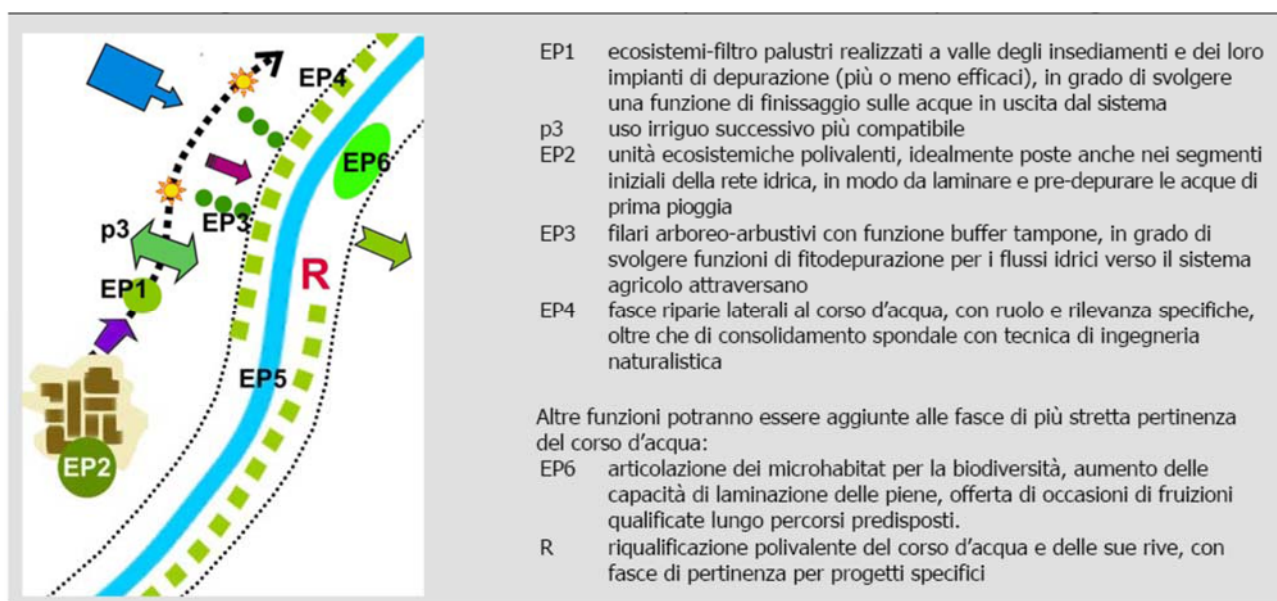 EP4
EP6
EP3
p3
R
EP1
EP5
EP2
EP1 ecosistemi-filtro palustri realizzati a valle degli insediamenti e dei loro
impianti di depurazione (più o meno efficaci), in grado di svolgere
una funzione di finissaggio sulle acque in uscita dal sistema
p3 uso irriguo successivo più compatibile
EP2 unità ecosistemiche polivalenti, idealmente poste anche nei segmenti
iniziali della rete idrica, in modo da laminare e pre-depurare le acque di
prima pioggia
EP3 filari arboreo-arbustivi con funzione buffer tampone, in grado di
svolgere funzioni di fitodepurazione per i flussi idrici verso il sistema
agricolo attraversano
EP4 fasce riparie laterali al corso d'acqua, con ruolo e rilevanza specifiche,
oltre che di consolidamento spondale con tecnica di ingegneria
naturalistica
Altre funzioni potranno essere aggiunte alle fasce di più stretta pertinenza
del corso d'acqua:
EP6 articolazione dei microhabitat per la biodiversità, aumento delle
capacità di laminazione delle piene, offerta di occasioni di fruizioni
qualificate lungo percorsi predisposti.
R riqualificazione polivalente del corso d'acqua e delle sue rive, con
fasce di pertinenza per progetti specifici